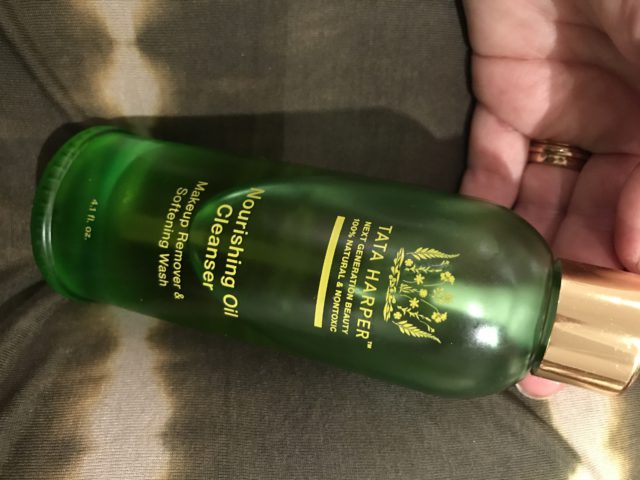 TATA HARPER™
NEXT GENERATION BEAUTY
100% NATURAL & NONTOXIC
Nourishing Oil
Cleanser
Makeup Remover &
Softening Wash
4.1 fl. oz.